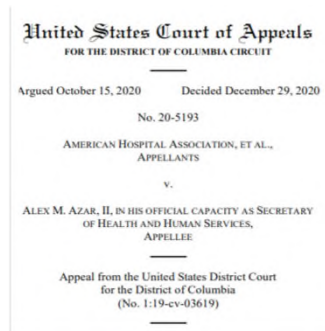 United States Court of Appeals
FOR THE DISTRICT OF COLUMBIA CIRCUIT
Argued October 15, 2020 Decided December 29, 2020
No. 20-5193
AMERICAN HOSPITAL ASSOCIATION, ET AL.,
APPELLANTS
v.
ALEX M. AZAR, II, IN HIS OFFICIAL CAPACITY AS SECRETARY
OF HEALTH AND HUMAN SERVICES,
APPELLEE
Appeal from the United States District Court
for the District of Columbia
(No. 1:19-cv-03619)